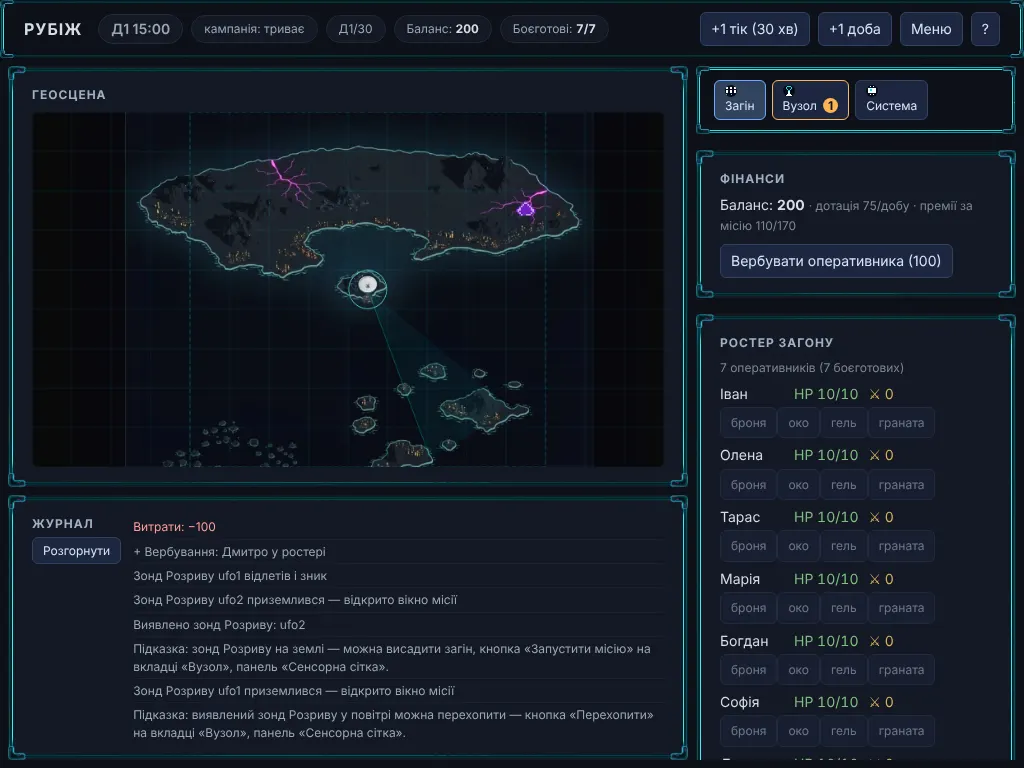 РУБІЖ
Д1 15:00
кампанія: триває
Д1/30
Баланс: 200
Боєготові: 7/7
+1 тік (30 хв)
+1 доба
Меню
?
ГЕОСЦЕНА
Загін
Вузол 1
Система
ФІНАНСИ
Баланс: 200 · дотація 75/добу · премії за
місію 110/170
Вербувати оперативника (100)
РОСТЕР ЗАГОНУ
7 оперативників (7 боєготових)
Іван HP 10/10 ⚔ 0
броня око гель граната
Олена HP 10/10 ⚔ 0
броня око гель граната
Тарас HP 10/10 ⚔ 0
броня око гель граната
Марія HP 10/10 ⚔ 0
броня око гель граната
Богдан HP 10/10 ⚔ 0
броня око гель граната
Софія HP 10/10 ⚔ 0
броня око гель граната
ЖУРНАЛ
Розгорнути
Витрати: −100
+ Вербування: Дмитро у ростері
Зонд Розриву ufo1 відлетів і зник
Зонд Розриву ufo2 приземлився — відкрито вікно місії
Виявлено зонд Розриву: ufo2
Підказка: зонд Розриву на землі — можна висадити загін, кнопка «Запустити місію» на
вкладці «Вузол», панель «Сенсорна сітка».
Зонд Розриву ufo1 приземлився — відкрито вікно місії
Підказка: виявлений зонд Розриву у повітрі можна перехопити — кнопка «Перехопити»
на вкладці «Вузол», панель «Сенсорна сітка».